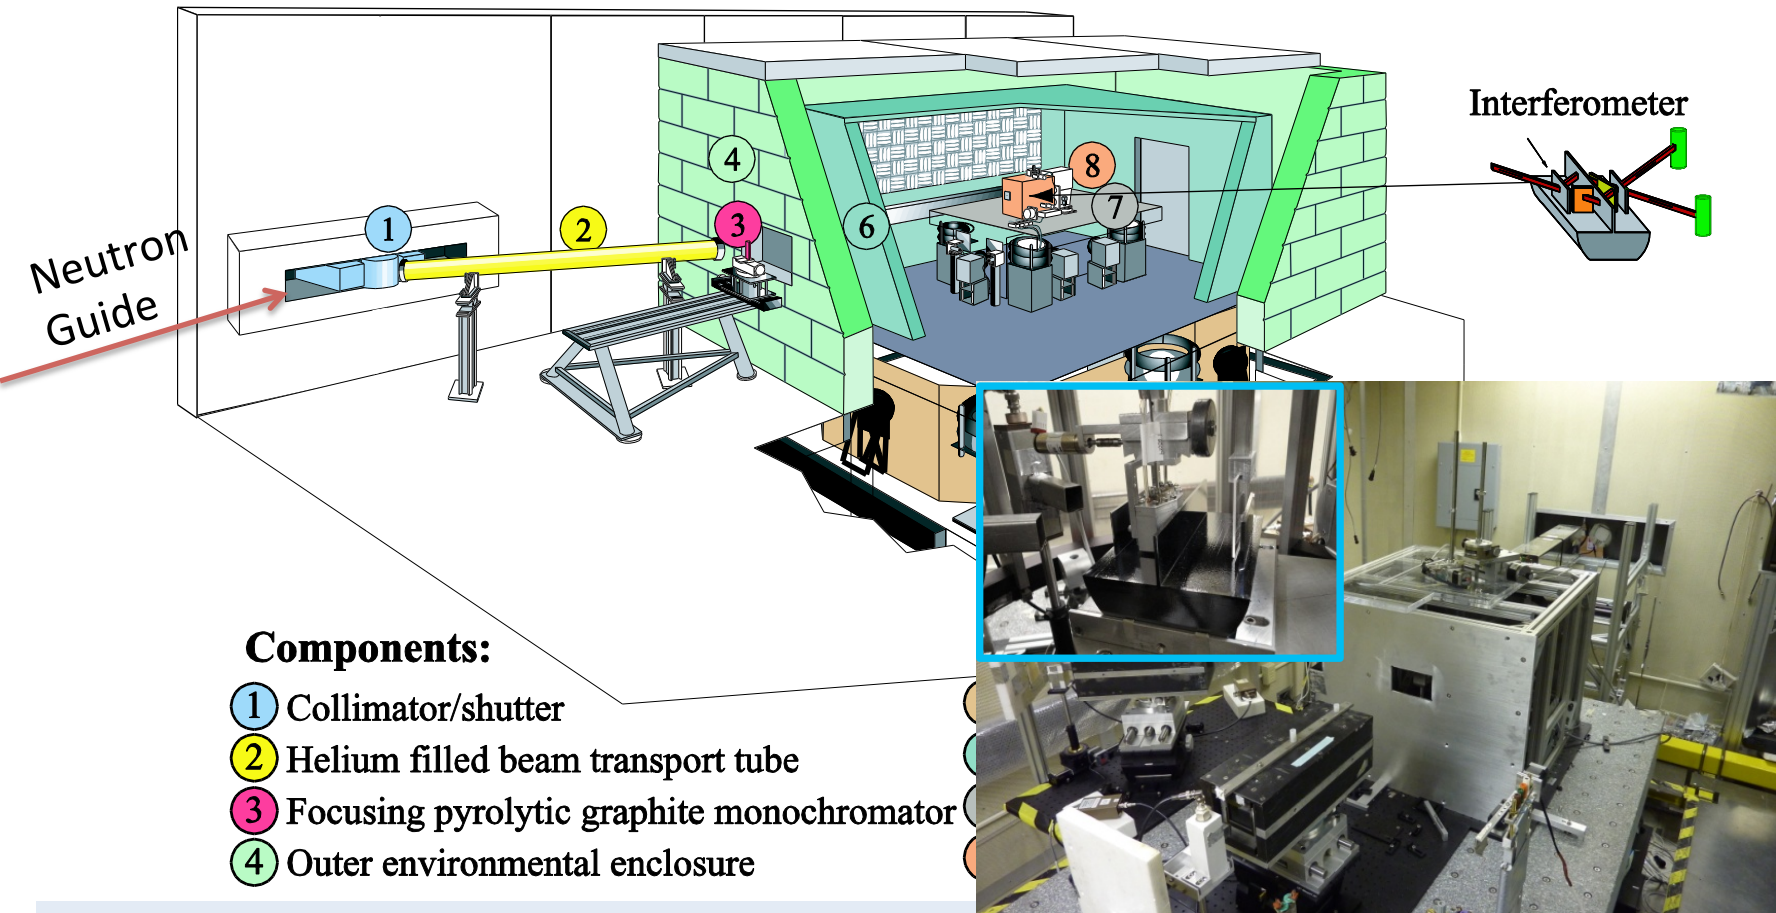 Interferometer
Neutron
Guide
1
2
3
4
6
7
8
Components:
1 Collimator/shutter
2 Helium filled beam transport tube
3 Focusing pyrolytic graphite monochromator
4 Outer environmental enclosure